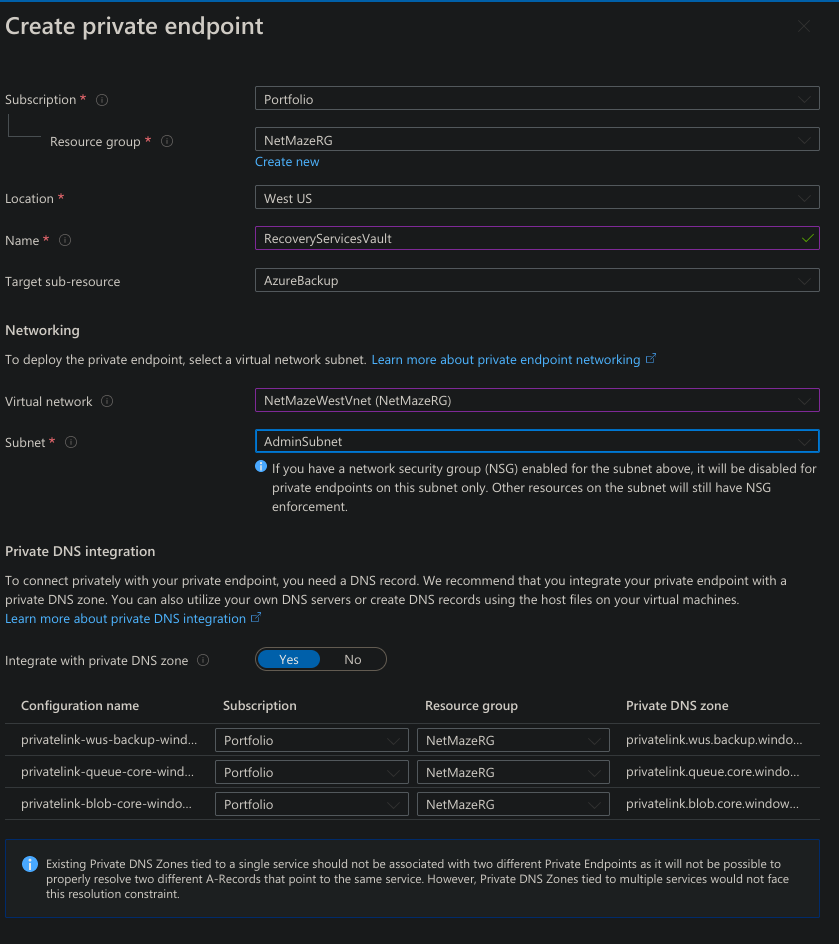 Create private endpoint
Subscription *
Portfolio
Resource group *
NetMazeRG
Create new
Location *
West US
Name *
RecoveryServicesVault
Target sub-resource
AzureBackup
Networking
To deploy the private endpoint, select a virtual network subnet. Learn more about private endpoint networking
Virtual network
NetMazeWestVnet (NetMazeRG)
Subnet *
AdminSubnet
If you have a network security group (NSG) enabled for the subnet above, it will be disabled for
private endpoints on this subnet only. Other resources on the subnet will still have NSG
enforcement.
Private DNS integration
To connect privately with your private endpoint, you need a DNS record. We recommend that you integrate your private endpoint with a
private DNS zone. You can also utilize your own DNS servers or create DNS records using the host files on your virtual machines.
Learn more about private DNS integration
Integrate with private DNS zone
Yes No
Configuration name Subscription Resource group Private DNS zone
privatelink-wus-backup-wind... Portfolio NetMazeRG privatelink.wus.backup.windo...
privatelink-queue-core-wind... Portfolio NetMazeRG privatelink.queue.core.windo...
privatelink-blob-core-windo... Portfolio NetMazeRG privatelink.blob.core.window...
Existing Private DNS Zones tied to a single service should not be associated with two different Private Endpoints as it will not be possible to
properly resolve two different A-Records that point to the same service. However, Private DNS Zones tied to multiple services would not face
this resolution constraint.